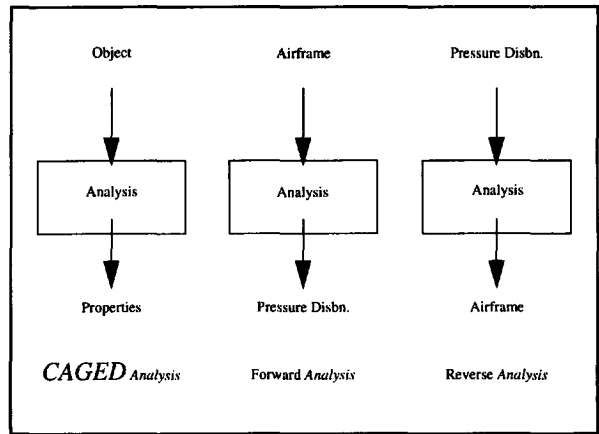 Object Airframe Pressure Disbn.
Analysis Analysis Analysis
Properties Pressure Disbn. Airframe
CAGED Analysis Forward Analysis Reverse Analysis